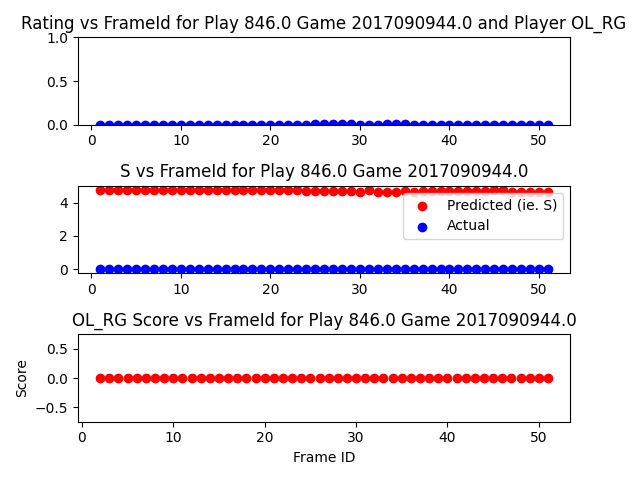 Rating vs FrameId for Play 846.0 Game 2017090944.0 and Player OL_RG
1.0
0.5
0.0
0 10 20 30 40 50
S vs FrameId for Play 846.0 Game 2017090944.0
4
2
0
Predicted (ie. S)
Actual
0 10 20 30 40 50
OL_RG Score vs FrameId for Play 846.0 Game 2017090944.0
Score
0.5
0.0
−0.5
0 10 20 30 40 50
Frame ID